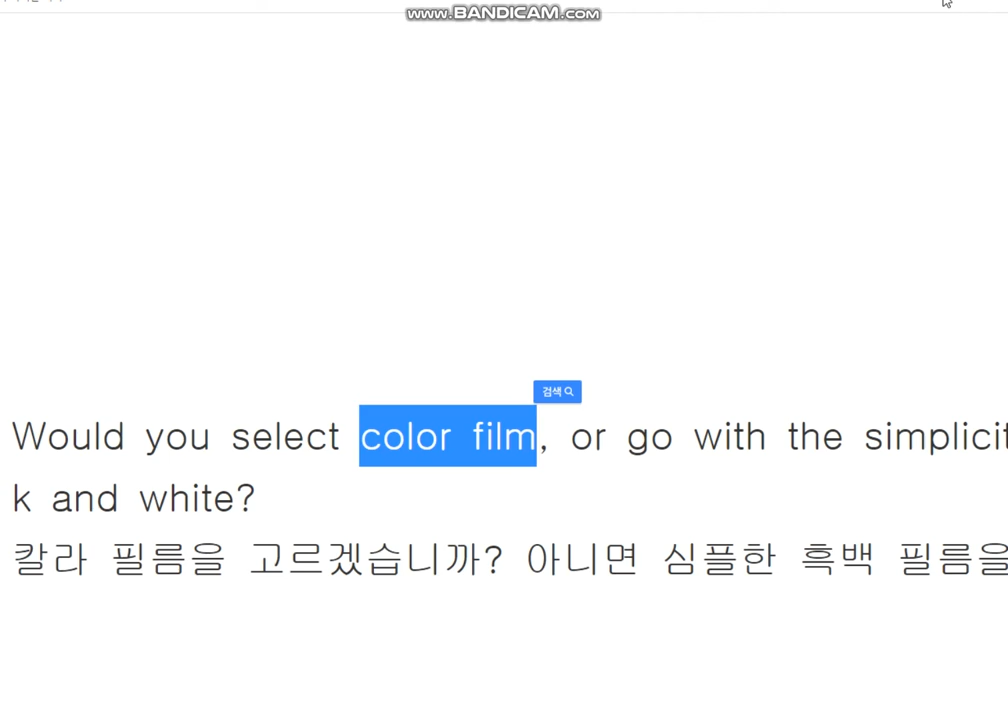 www.BANDICAM.com
검색
Would you select color film, or go with the
k and white?
칼라 필름을 고르겠습니까? 아니면 심플한 흑백 필름을